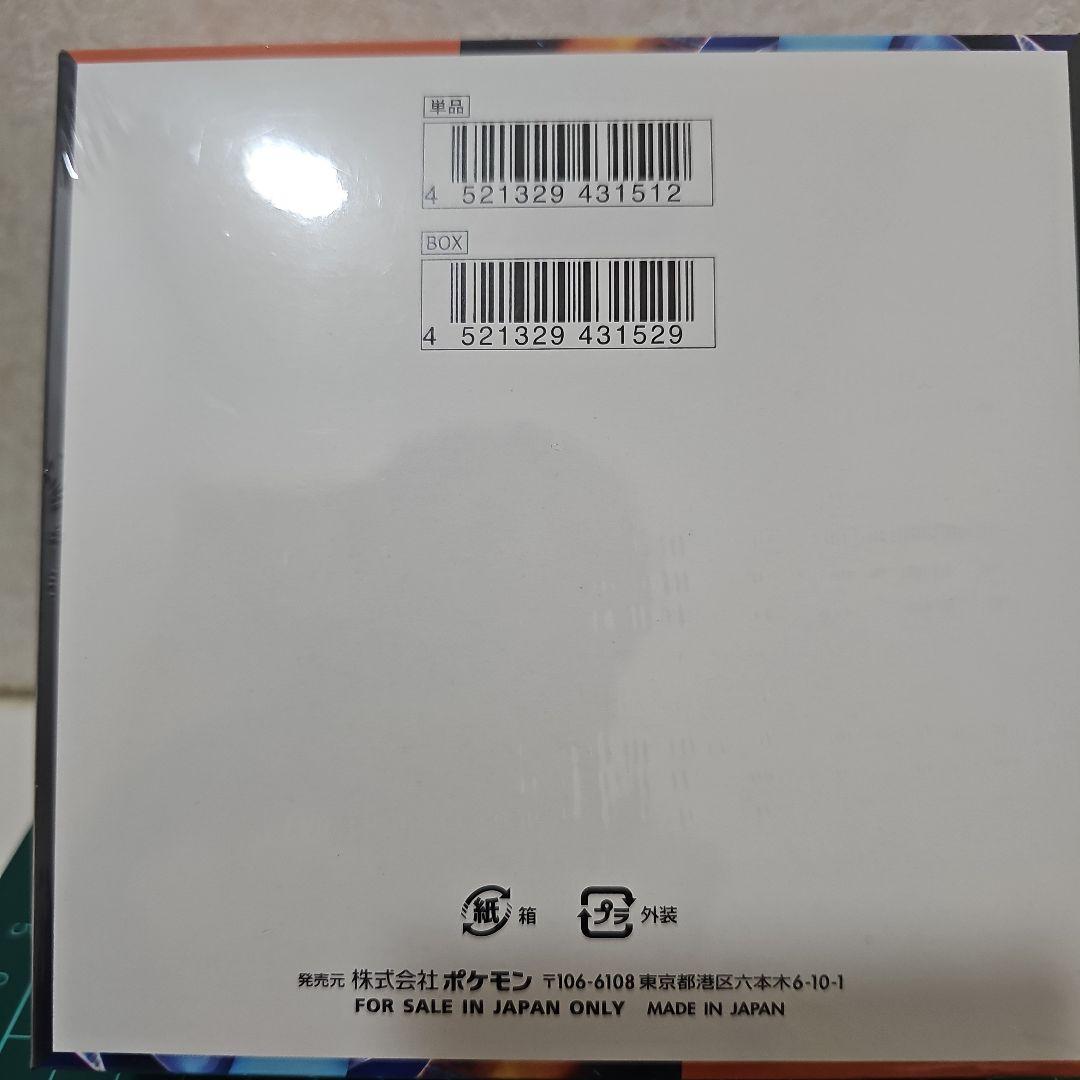 単品
4 521329 431512
BOX
4 521329 431529
紙 箱 プラ 外装
発売元 株式会社 ポケモン 〒106-6108 東京都港区六本木6-10-1
FOR SALE IN JAPAN ONLY MADE IN JAPAN